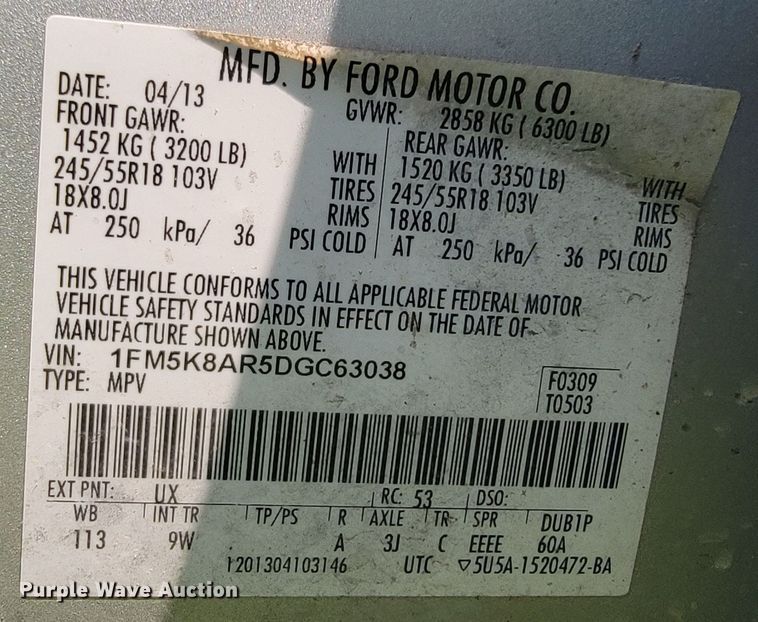 MFD. BY FORD MOTOR CO.
DATE: 04/13 GVWR: 2858 KG ( 6300 LB)
FRONT GAWR: REAR GAWR:
1452 KG ( 3200 LB) WITH 1520 KG ( 3350 LB) WITH
245/55R18 103V TIRES 245/55R18 103V TIRES
18X8.0J RIMS 18X8.0J RIMS
AT 250 kPa/ 36 PSI COLD AT 250 kPa/ 36 PSI COLD
THIS VEHICLE CONFORMS TO ALL APPLICABLE FEDERAL MOTOR
VEHICLE SAFETY STANDARDS IN EFFECT ON THE DATE OF
MANUFACTURE SHOWN ABOVE.
VIN: 1FM5K8AR5DGC63038
TYPE: MPV
F0309
T0503
EXT PNT: UX RC: 53 DSO:
WB INT TR TP/PS R AXLE TR SPR DUB1P
113 9W A 3J C EEEE 60A
1201304103146 UTC ▽5U5A-1520472-BA
Purple Wave Auction